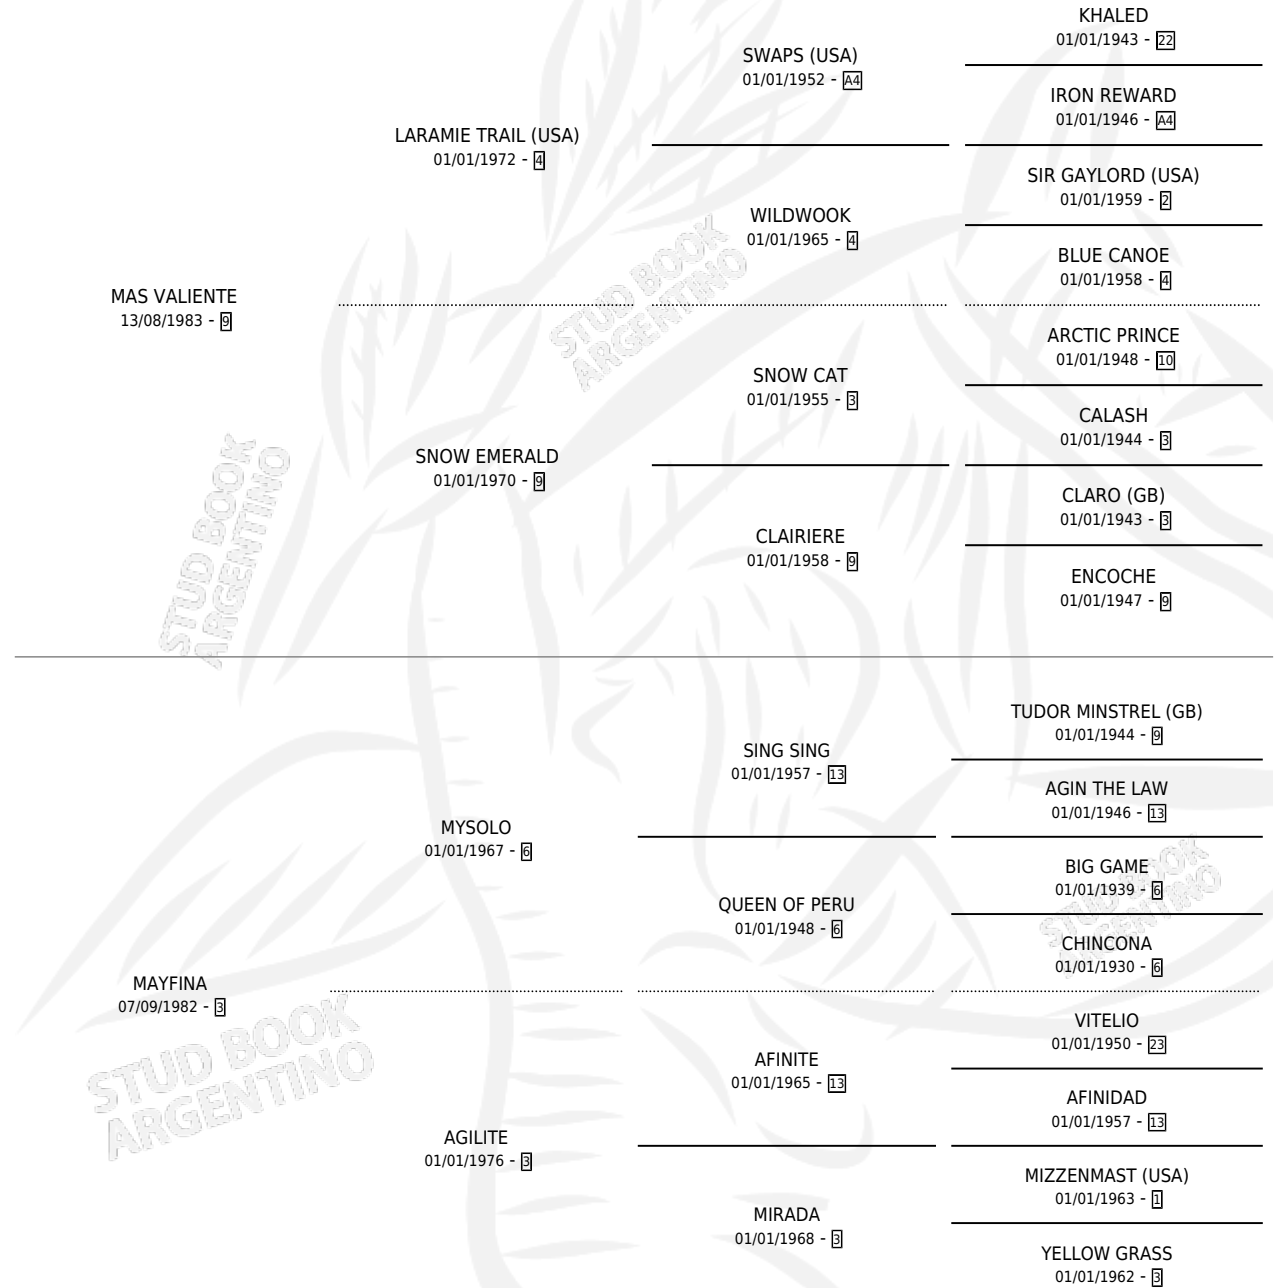 KHALED
01/01/1943 - 22
SWAPS (USA)
01/01/1952 - A4
IRON REWARD
01/01/1946 - A4
LARAMIE TRAIL (USA)
01/01/1972 - 4
SIR GAYLORD (USA)
01/01/1959 - 2
WILDWOOK
01/01/1965 - 4
BLUE CANOE
01/01/1958 - 4
MAS VALIENTE
13/08/1983 - 9
ARCTIC PRINCE
01/01/1948 - 10
SNOW CAT
01/01/1955 - 3
CALASH
01/01/1944 - 3
SNOW EMERALD
01/01/1970 - 9
CLARO (GB)
01/01/1943 - 3
CLAIRIERE
01/01/1958 - 9
ENCOCHE
01/01/1947 - 9
STUD BOOK
ARGENTINO
STUD BOOK
ARGENTINO
TUDOR MINSTREL (GB)
01/01/1944 - 9
SING SING
01/01/1957 - 13
AGIN THE LAW
01/01/1946 - 13
MYSOLO
01/01/1967 - 6
BIG GAME
01/01/1939 - 6
QUEEN OF PERU
01/01/1948 - 6
CHINCONA
01/01/1930 - 6
MAYFINA
07/09/1982 - 3
VITELIO
01/01/1950 - 23
AFINITE
01/01/1965 - 13
AFINIDAD
01/01/1957 - 13
AGILITE
01/01/1976 - 3
MIZZENMAST (USA)
01/01/1963 - 1
MIRADA
01/01/1968 - 3
YELLOW GRASS
01/01/1962 - 3
STUD BOOK
ARGENTINO
STUD BOOK
ARGENTINO